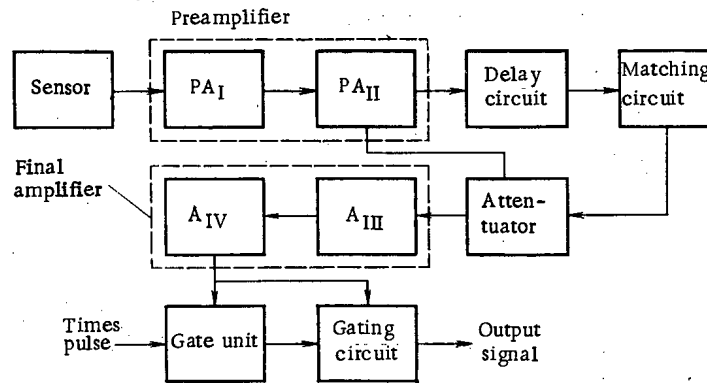 Preamplifier
Sensor
PA_I
PA_II
Delay
circuit
Matching
circuit
Final
amplifier
A_IV
A_III
Atten-
tuator
Times
pulse
Gate unit
Gating
circuit
Output
signal